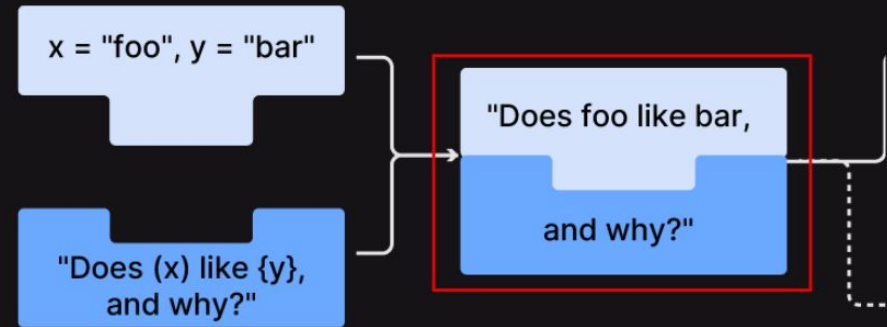 x = "foo", y = "bar"
"Does (x) like {y},
and why?"
"Does foo like bar,
and why?"